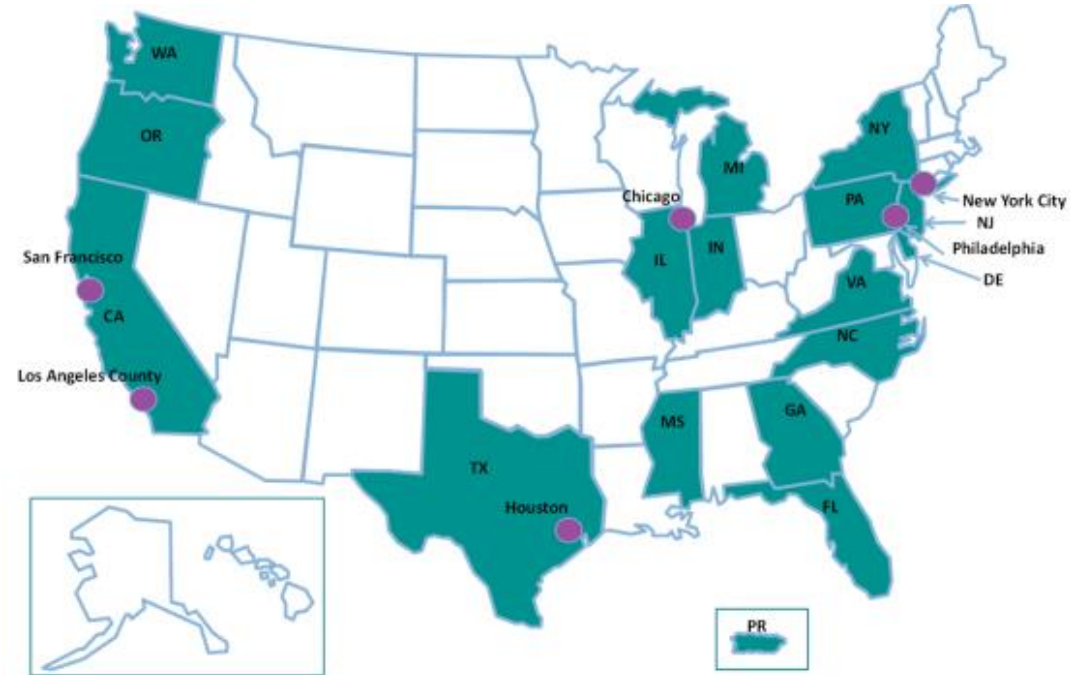 WA
OR
NY
MI
PA
Chicago
New York City
NJ
Philadelphia
San Francisco
IL
IN
DE
VA
CA
NC
Los Angeles County
GA
MS
TX
Houston
FL
PR